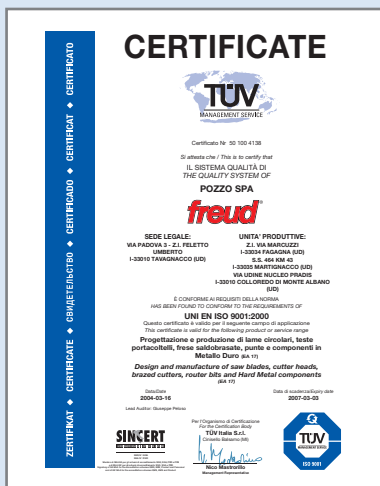 CERTIFICATE
ZERTIFIKAT ◆ CERTIFICATE ◆ СВИДЕТЕЛЬСТВО ◆ CERTIFICADO ◆ CERTIFICAT ◆ CERTIFICATO
TÜV
MANAGEMENT SERVICE
Certificato Nr 50 100 4138
Si attesta che / This is to certify that
IL SISTEMA QUALITÀ DI
THE QUALITY SYSTEM OF
POZZO SPA
freud®
SEDE LEGALE:
VIA PADOVA 3 - Z.I. FELETTO
UMBERTO
I-33010 TAVAGNACCO (UD)
UNITA' PRODUTTIVE:
Z.I. VIA MARCUZZI
I-33034 FAGAGNA (UD)
S.S. 464 KM 43
I-33035 MARTIGNACCO (UD)
VIA UDINE NUCLEO PRADIS
I-33010 COLLOREDO DI MONTE ALBANO
(UD)
È CONFORME AI REQUISITI DELLA NORMA
HAS BEEN FOUND TO CONFORM TO THE REQUIREMENTS OF
UNI EN ISO 9001:2000
Questo certificato è valido per il seguente campo di applicazione
This certificate is valid for the following product or service range
Progettazione e produzione di lame circolari, teste
portacoltelli, frese saldobrasate, punte e componenti in
Metallo Duro (EA 17)
Design and manufacture of saw blades, cutter heads,
brazed cutters, router bits and Hard Metal components
(EA 17)
Data/Date
2004-03-16
Data di scadenza/Expiry date
2007-03-03
Lead Auditor: Giuseppe Peloso
Per l'Organismo di Certificazione
For the Certification Body
TÜV Italia S.r.l.
Cinisello Balsamo (MI)
Nico Mastrorillo
Management Representative
SINCERT
TÜV
ISO 9001